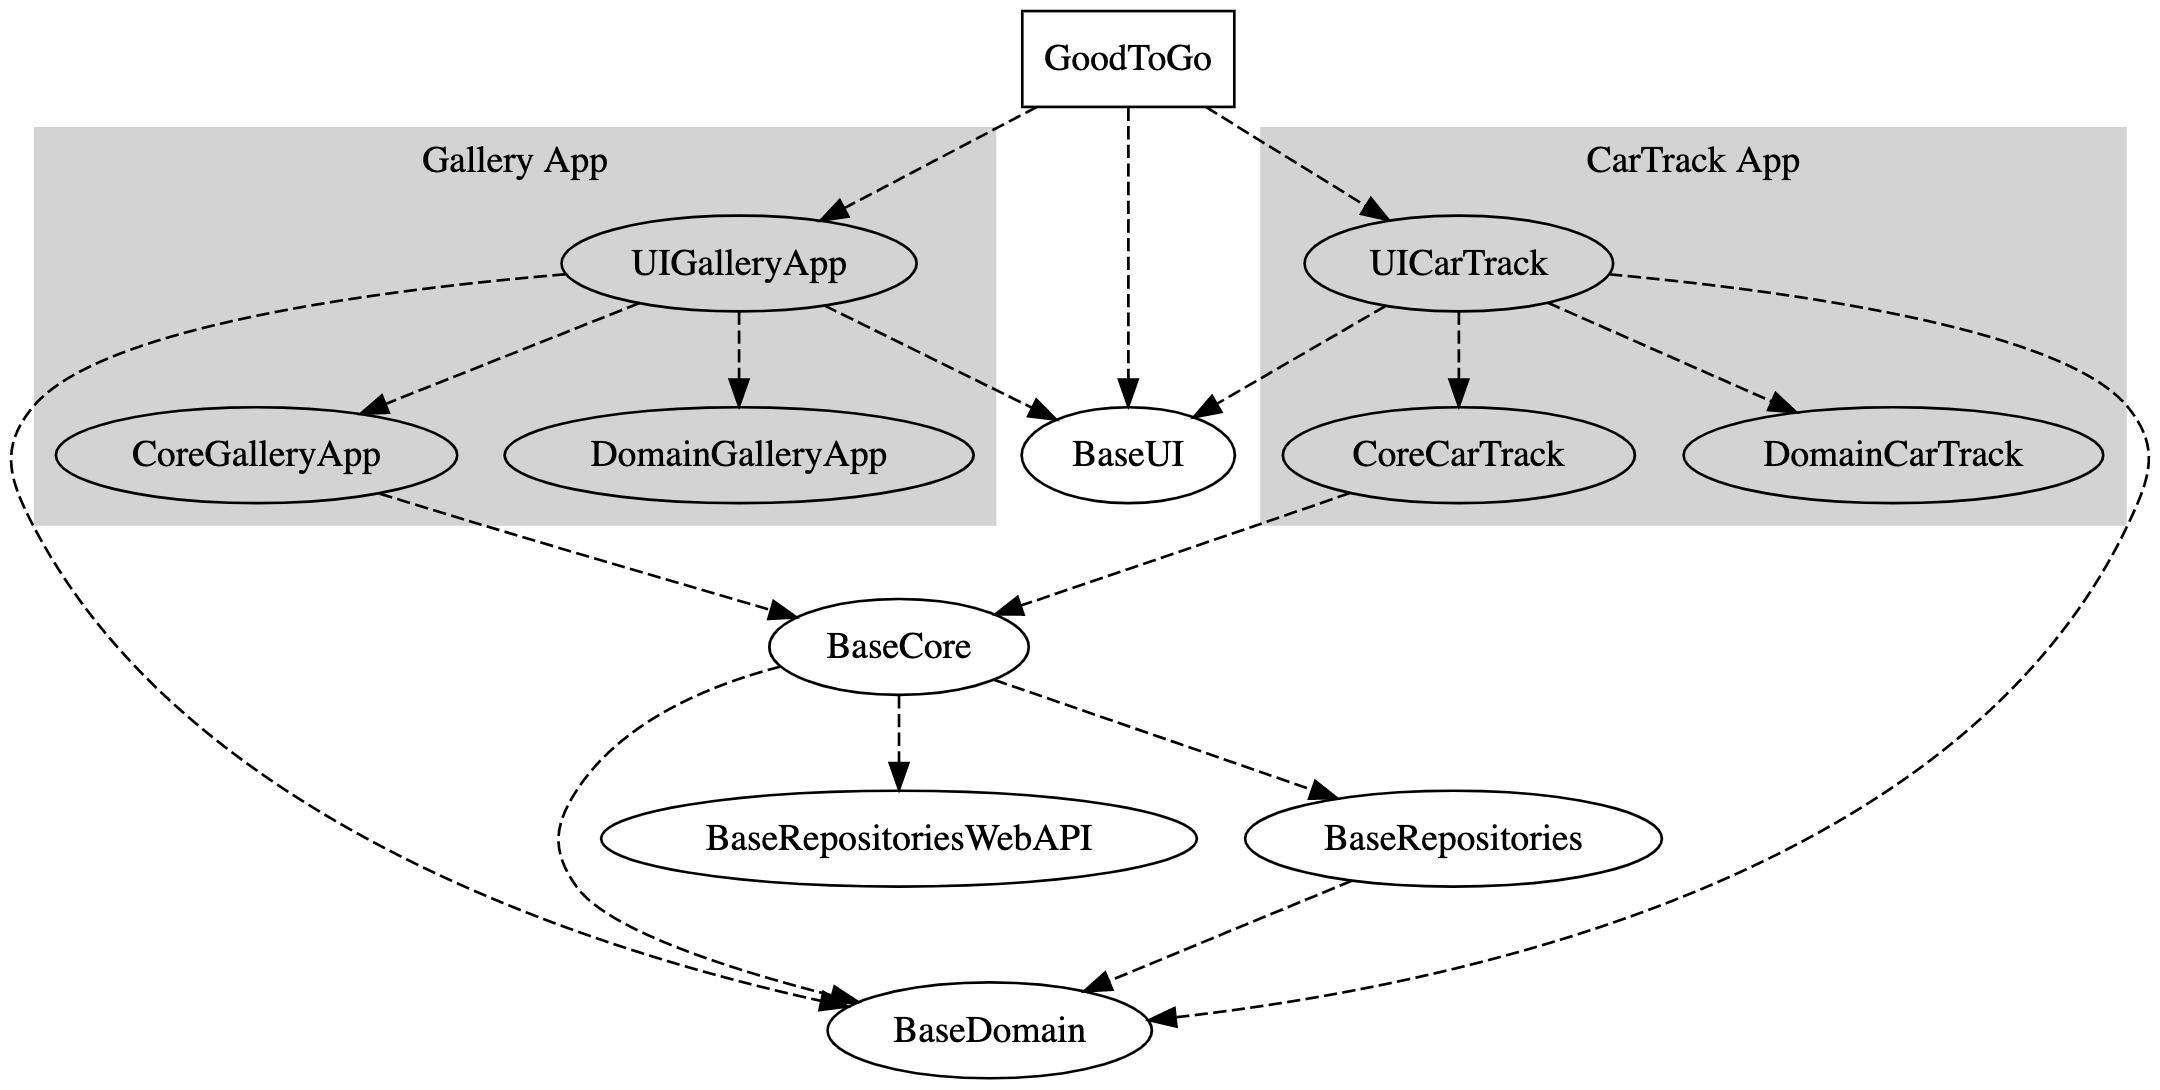 GoodToGo
Gallery App
CarTrack App
UIGalleryApp
UICarTrack
CoreGalleryApp
DomainGalleryApp
BaseUI
CoreCarTrack
DomainCarTrack
BaseCore
BaseRepositoriesWebAPI
BaseRepositories
BaseDomain